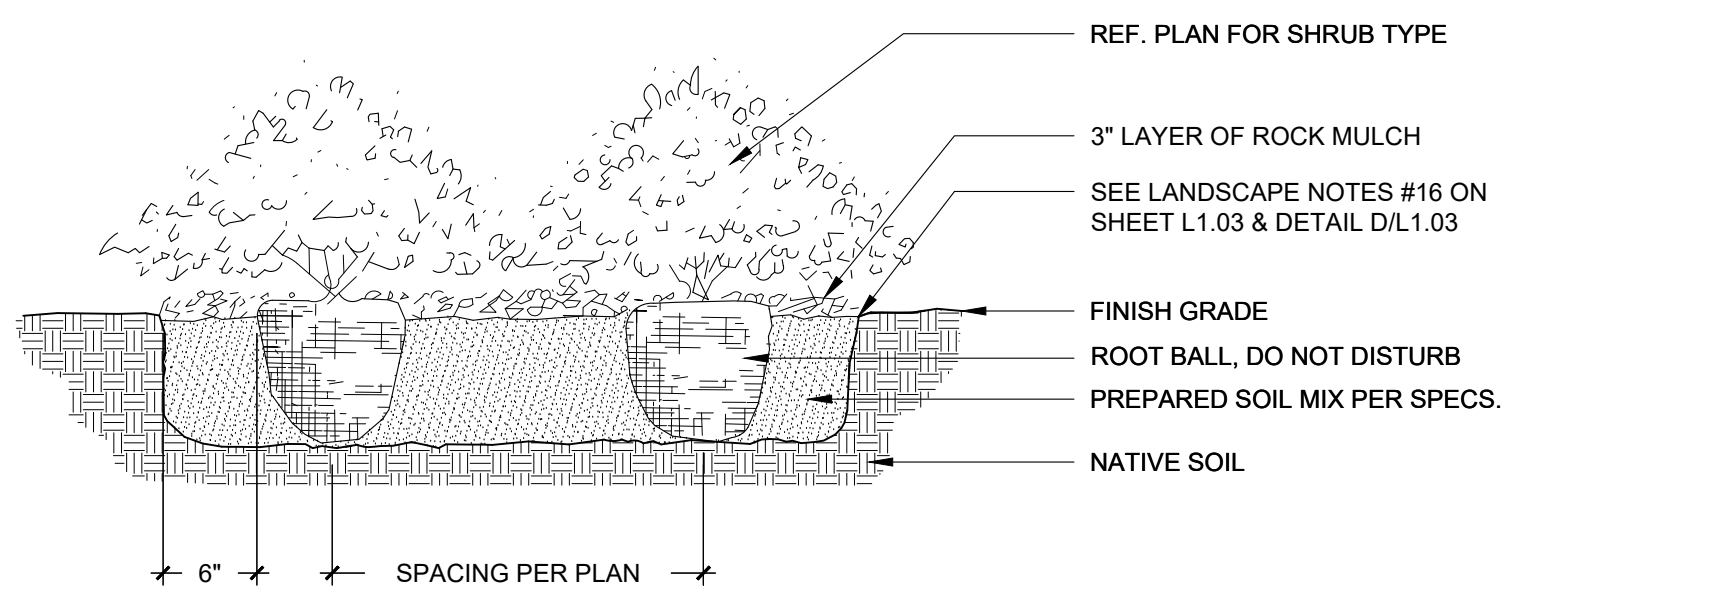 REF. PLAN FOR SHRUB TYPE
3" LAYER OF ROCK MULCH
SEE LANDSCAPE NOTES #16 ON
SHEET L1.03 & DETAIL D/L1.03
FINISH GRADE
ROOT BALL, DO NOT DISTURB
PREPARED SOIL MIX PER SPECS.
NATIVE SOIL
6"
SPACING PER PLAN